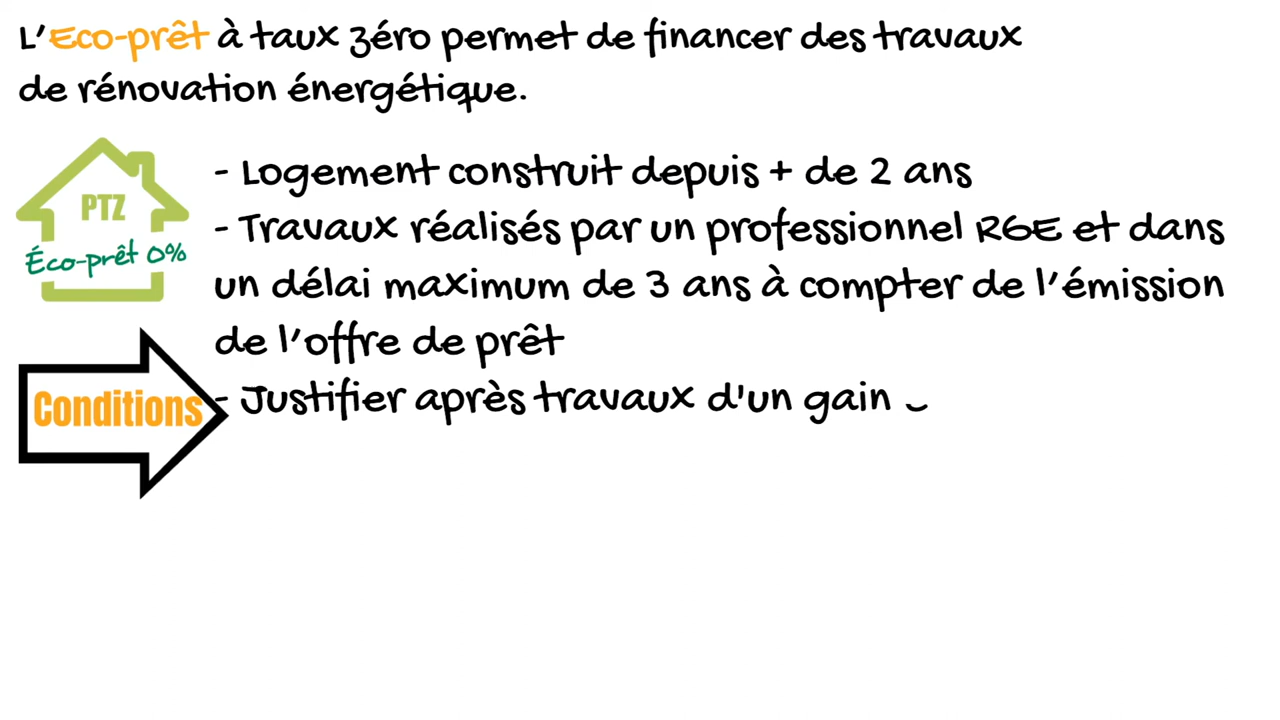 L'Eco-prêt à taux zéro permet de financer des travaux
de rénovation énergétique.
PTZ
Éco-prêt 0%
- Logement construit depuis + de 2 ans
- Travaux réalisés par un professionnel RGE et dans
un délai maximum de 3 ans à compter de l'émission
de l'offre de prêt
Conditions
- Justifier après travaux d'un gain